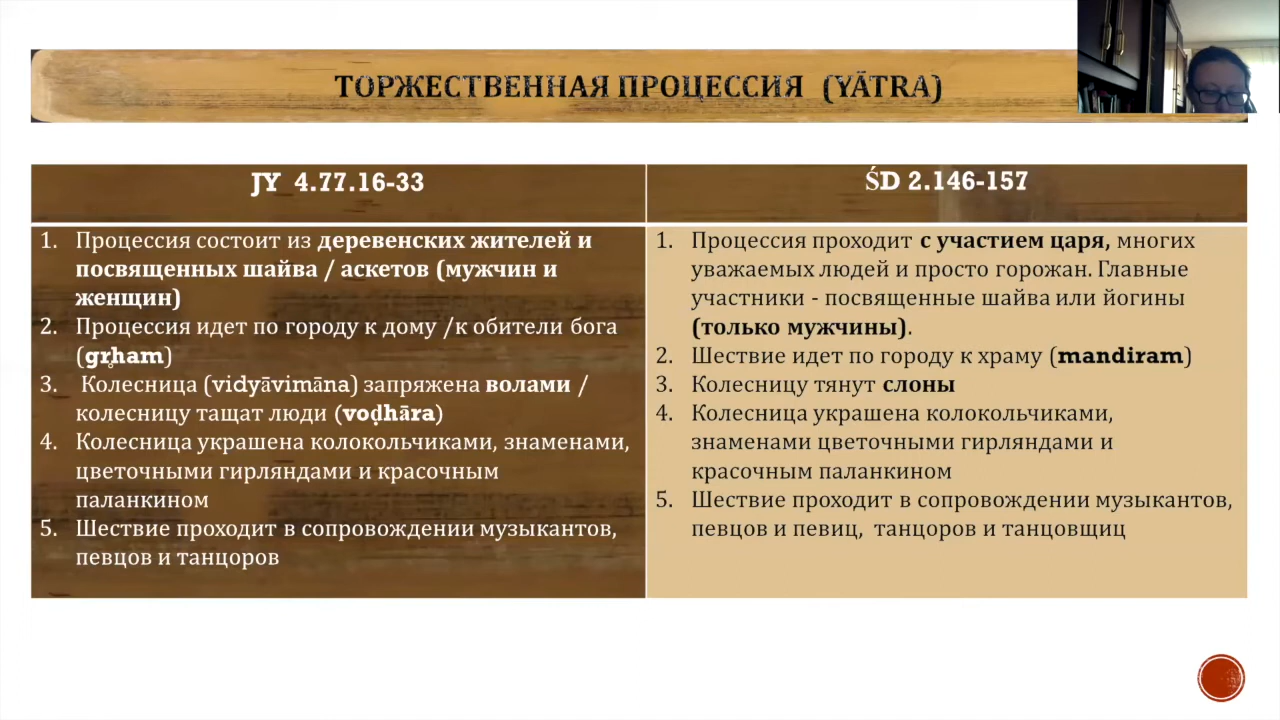 ТОРЖЕСТВЕННАЯ ПРОЦЕССИЯ (YĀTRA)
JY 4.77.16-33
1. Процессия состоит из деревенских жителей и
посвященных шайва / аскетов (мужчин и
женщин)
2. Процессия идет по городу к дому /к обители бога
(gṛham)
3. Колесница (vidyāvimāna) запряжена волами /
колесницу тащат люди (voḍhāra)
4. Колесница украшена колокольчиками, знаменами,
цветочными гирляндами и красочным
паланкином
5. Шествие проходит в сопровождении музыкантов,
певцов и танцоров
ŚD 2.146-157
1. Процессия проходит с участием царя, многих
уважаемых людей и просто горожан. Главные
участники - посвященные шайва или йогины
(только мужчины).
2. Шествие идет по городу к храму (mandiram)
3. Колесницу тянут слоны
4. Колесница украшена колокольчиками,
знаменами цветочными гирляндами и
красочным паланкином
5. Шествие проходит в сопровождении музыкантов,
певцов и певиц, танцоров и танцовщиц